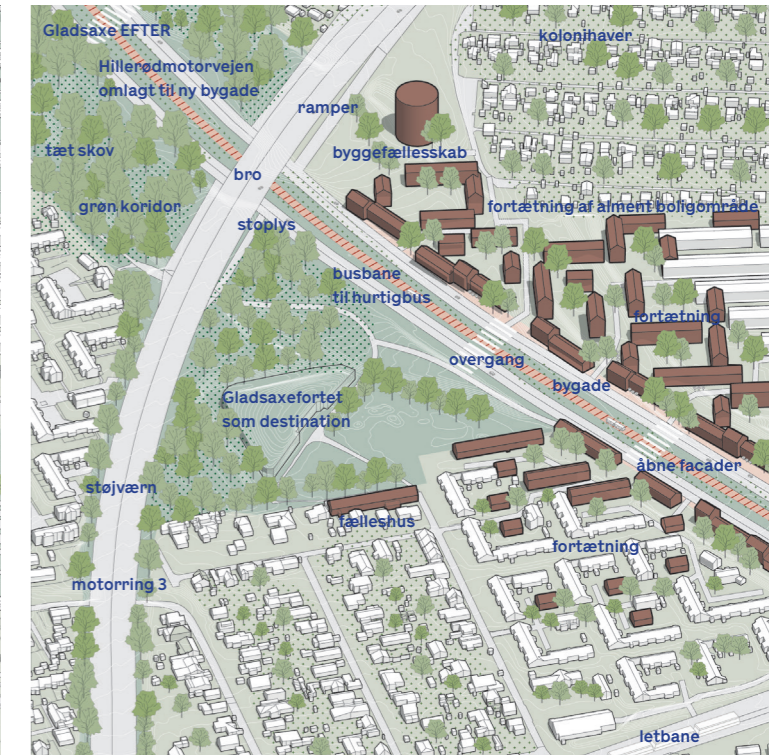 Gladsaxe EFTER
kolonihaver
Hillerødmotorvejen
omlagt til ny bygade
ramper
tæt skov
byggefællesskab
bro
grøn koridor
fortætning af alment boligområde
stoplys
busbane
til hurtigbus
fortætning
overgang
bygade
Gladsaxefortet
som destination
åbne facader
støjværn
fælleshus
fortætning
motorring 3
letbane